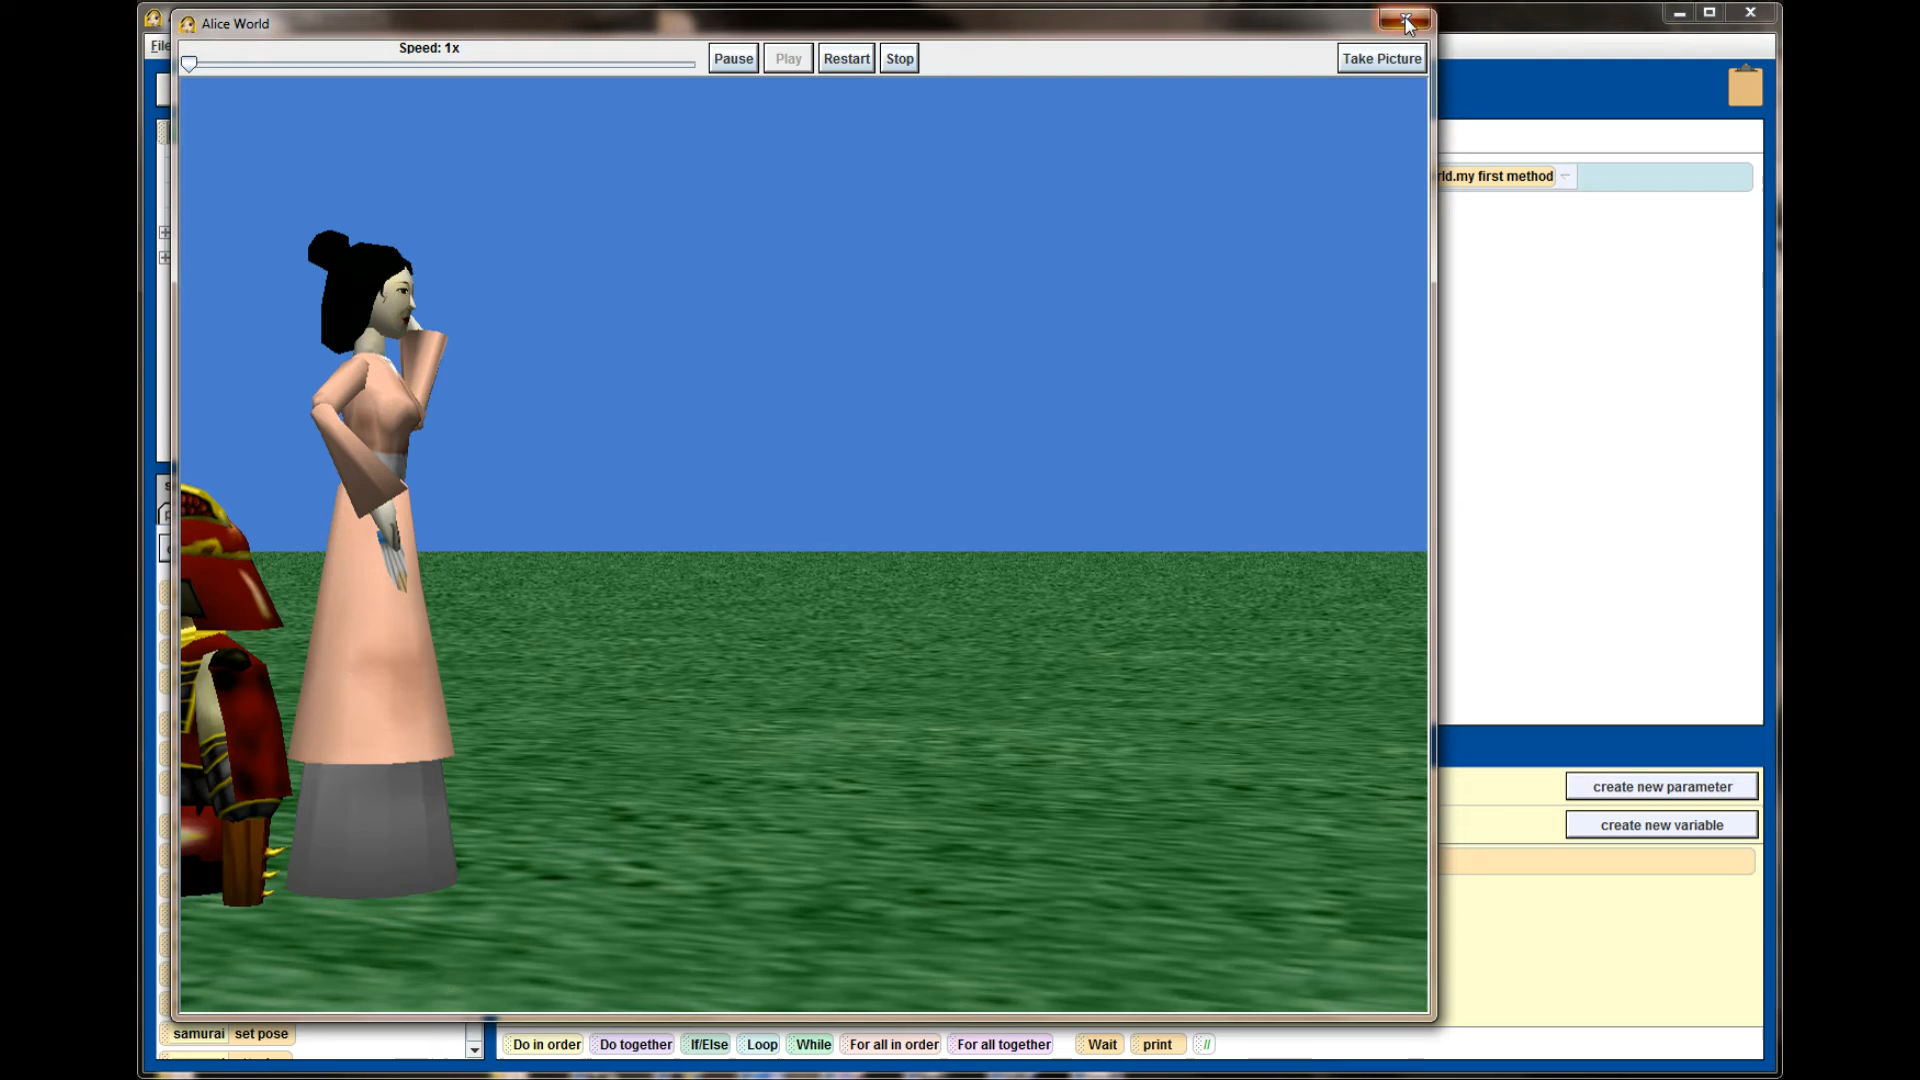 Alice World
File
Speed: 1x
Pause Play Restart Stop Take Picture
rld.my first method
create new parameter
create new variable
samurai set pose
Do in order Do together If/Else Loop While For all in order For all together Wait print //